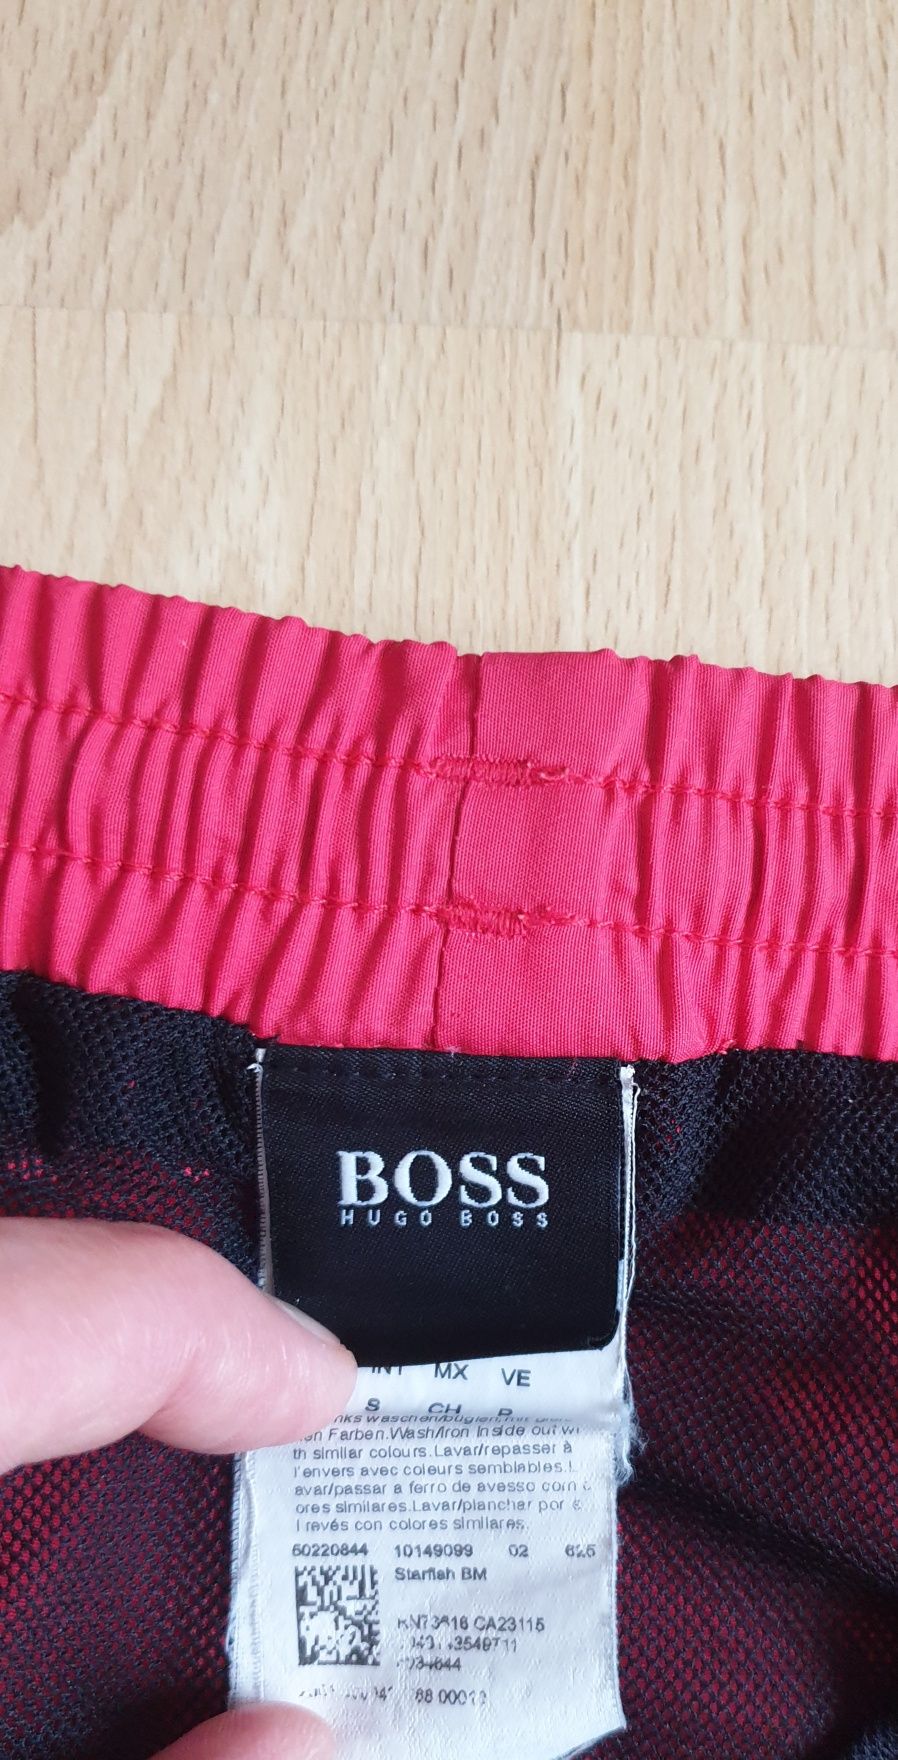 BOSS
HUGO BOSS
INT MX VE
S CH P
nks waschen/bügeln, mit
en Farben.Wash/Iron Inside out wi
th similar colours.Lavar/repasser à
l'envers avec coleurs semblables.L
avar/passar a ferro de avesso com c
ores similares.Lavar/planchar por e
l revés con colores similares.
50220844 10149099 02 625
Starfish BM
RN73616 CA23115